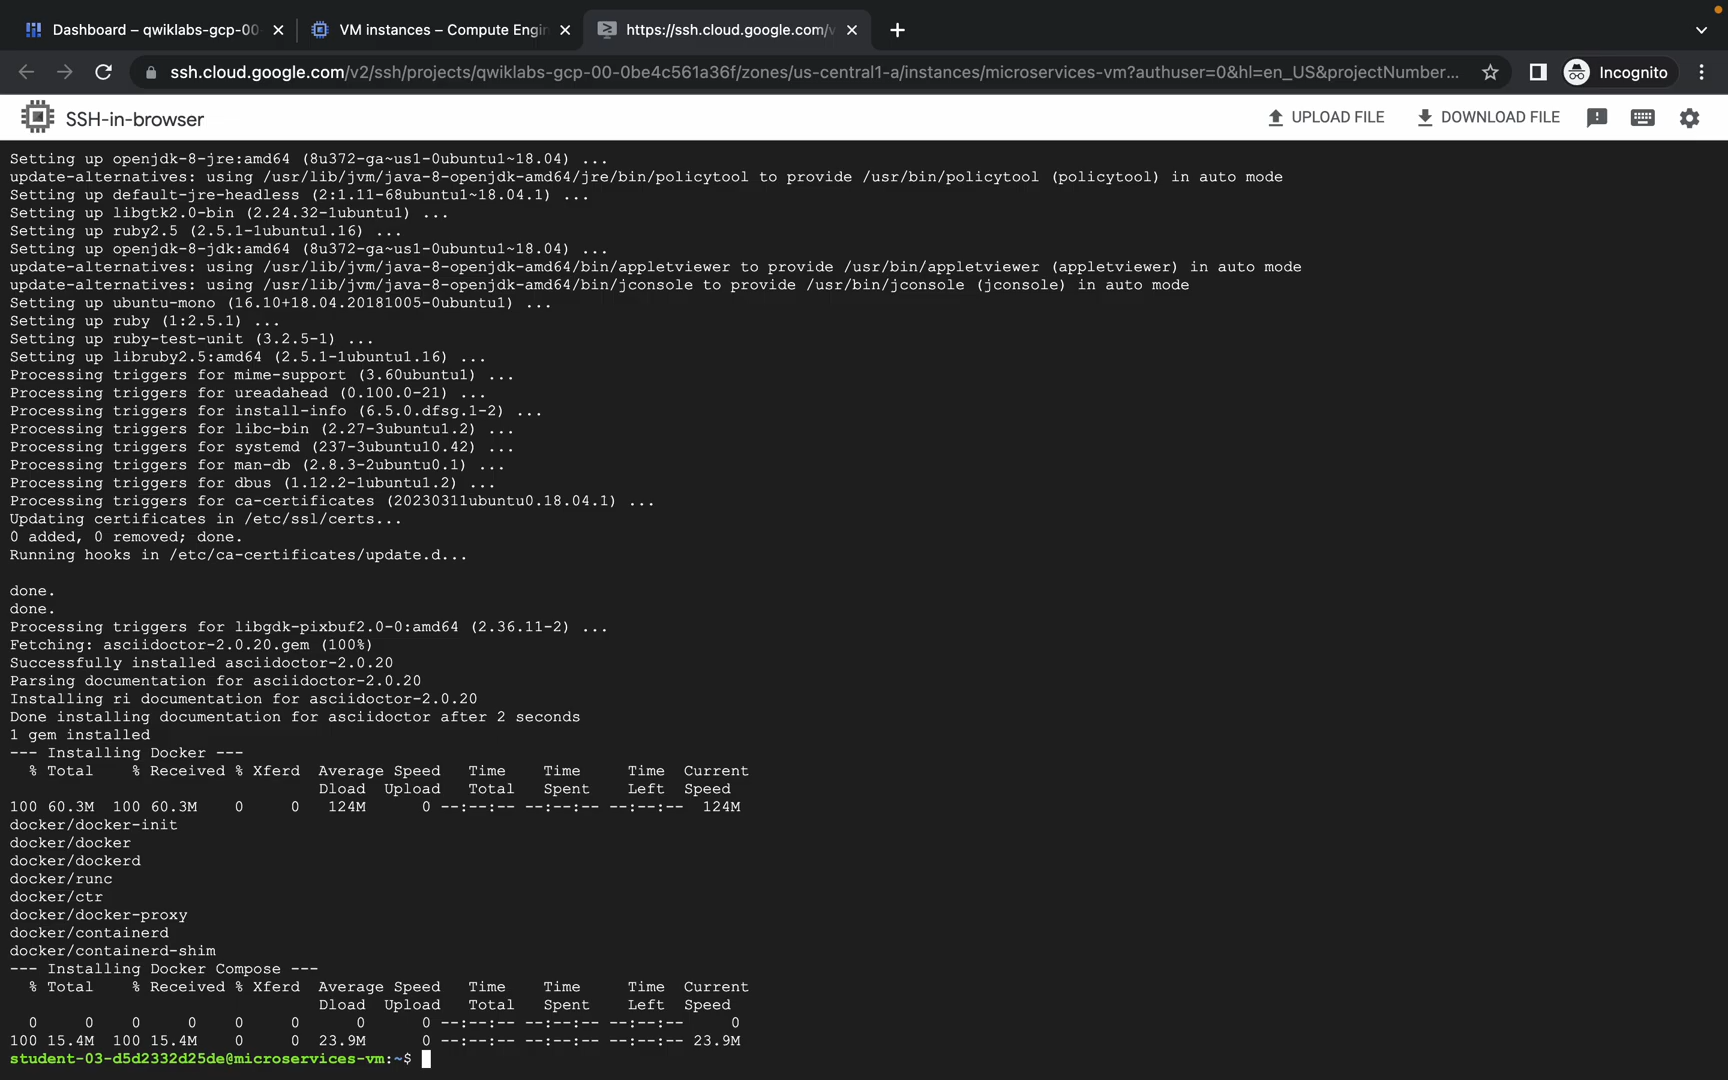 Dashboard – qwiklabs-gcp-00-
VM instances – Compute Engin
https://ssh.cloud.google.com/v
ssh.cloud.google.com/v2/ssh/projects/qwiklabs-gcp-00-0be4c561a36f/zones/us-central1-a/instances/microservices-vm?authuser=0&hl=en_US&projectNumber...
Incognito
SSH-in-browser
UPLOAD FILE
DOWNLOAD FILE
Setting up openjdk-8-jre:amd64 (8u372-ga~us1-0ubuntu1~18.04) ...
update-alternatives: using /usr/lib/jvm/java-8-openjdk-amd64/jre/bin/policytool to provide /usr/bin/policytool (policytool) in auto mode
Setting up default-jre-headless (2:1.11-68ubuntu1~18.04.1) ...
Setting up libgtk2.0-bin (2.24.32-1ubuntu1) ...
Setting up ruby2.5 (2.5.1-1ubuntu1.16) ...
Setting up openjdk-8-jdk:amd64 (8u372-ga~us1-0ubuntu1~18.04) ...
update-alternatives: using /usr/lib/jvm/java-8-openjdk-amd64/bin/appletviewer to provide /usr/bin/appletviewer (appletviewer) in auto mode
update-alternatives: using /usr/lib/jvm/java-8-openjdk-amd64/bin/jconsole to provide /usr/bin/jconsole (jconsole) in auto mode
Setting up ubuntu-mono (16.10+18.04.20181005-0ubuntu1) ...
Setting up ruby (1:2.5.1) ...
Setting up ruby-test-unit (3.2.5-1) ...
Setting up libruby2.5:amd64 (2.5.1-1ubuntu1.16) ...
Processing triggers for mime-support (3.60ubuntu1) ...
Processing triggers for ureadahead (0.100.0-21) ...
Processing triggers for install-info (6.5.0.dfsg.1-2) ...
Processing triggers for libc-bin (2.27-3ubuntu1.2) ...
Processing triggers for systemd (237-3ubuntu10.42) ...
Processing triggers for man-db (2.8.3-2ubuntu0.1) ...
Processing triggers for dbus (1.12.2-1ubuntu1.2) ...
Processing triggers for ca-certificates (20230311ubuntu0.18.04.1) ...
Updating certificates in /etc/ssl/certs...
0 added, 0 removed; done.
Running hooks in /etc/ca-certificates/update.d...
done.
done.
Processing triggers for libgdk-pixbuf2.0-0:amd64 (2.36.11-2) ...
Fetching: asciidoctor-2.0.20.gem (100%)
Successfully installed asciidoctor-2.0.20
Parsing documentation for asciidoctor-2.0.20
Installing ri documentation for asciidoctor-2.0.20
Done installing documentation for asciidoctor after 2 seconds
1 gem installed
--- Installing Docker ---
% Total % Received % Xferd Average Speed Time Time Time Current
Dload Upload Total Spent Left Speed
100 60.3M 100 60.3M 0 0 124M 0 --:--:-- --:--:-- --:--:-- 124M
docker/docker-init
docker/docker
docker/dockerd
docker/runc
docker/ctr
docker/docker-proxy
docker/containerd
docker/containerd-shim
--- Installing Docker Compose ---
% Total % Received % Xferd Average Speed Time Time Time Current
Dload Upload Total Spent Left Speed
0 0 0 0 0 0 0 0 --:--:-- --:--:-- --:--:-- 0
100 15.4M 100 15.4M 0 0 23.9M 0 --:--:-- --:--:-- --:--:-- 23.9M
student-03-d5d2332d25de@microservices-vm:~$